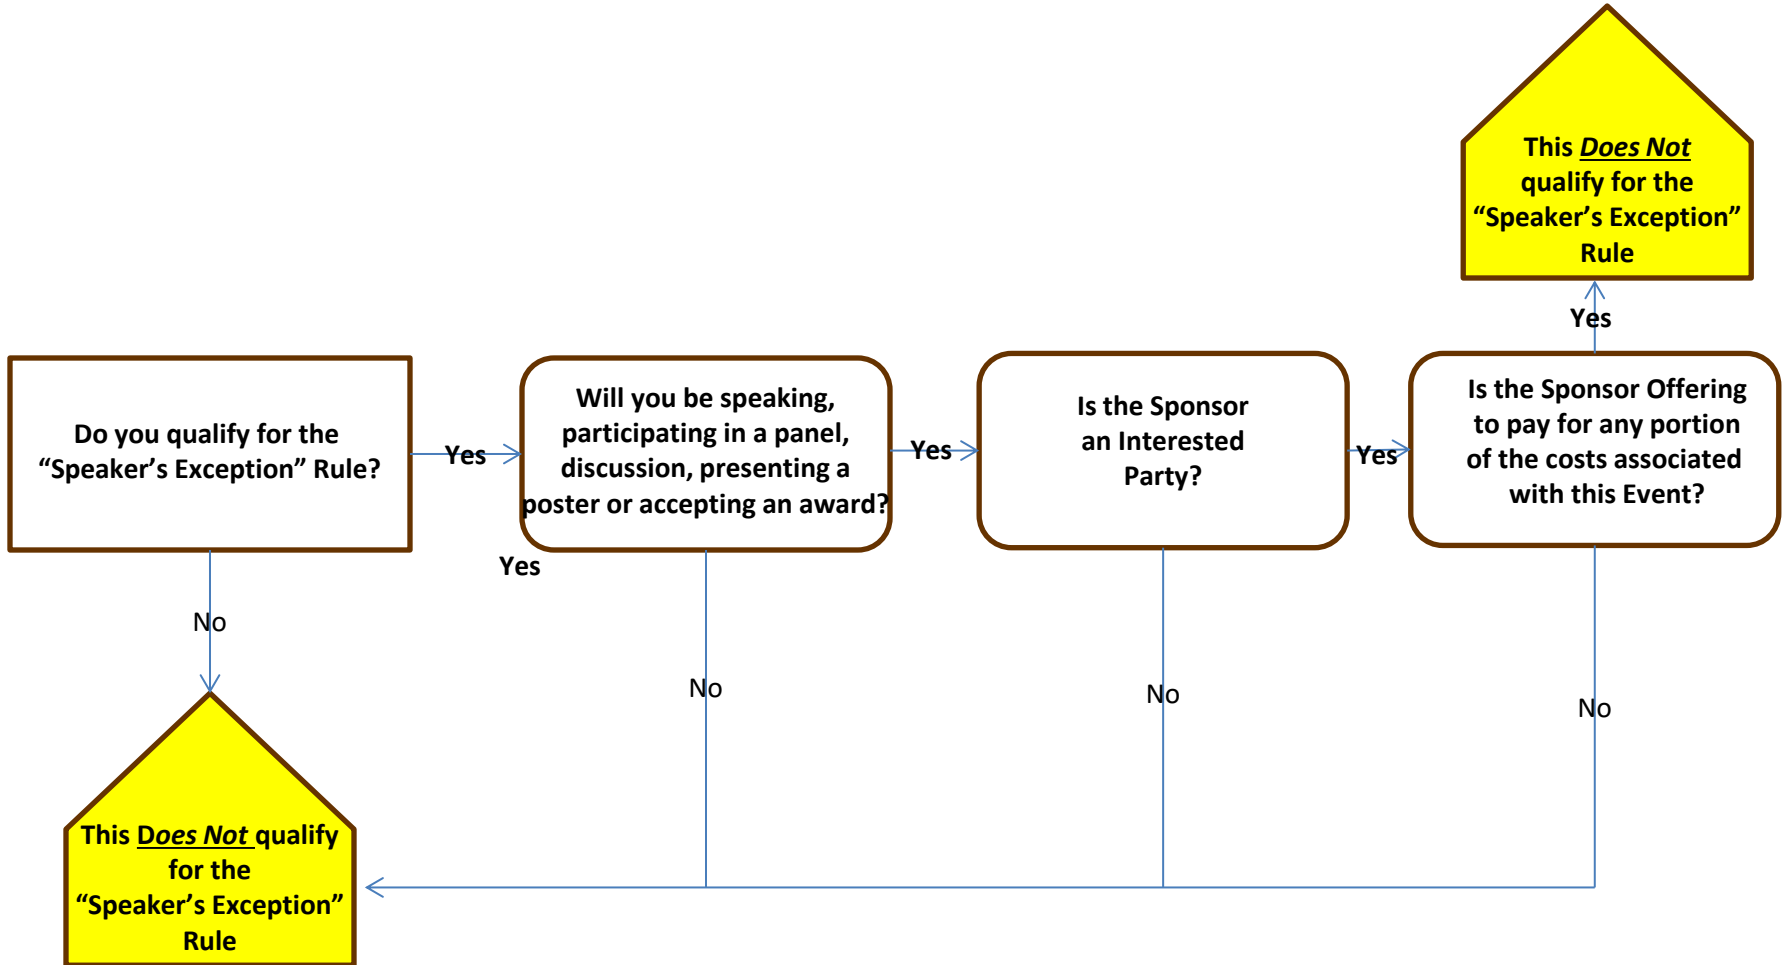 This Does Not
qualify for the
“Speaker’s Exception”
Rule
Yes
Do you qualify for the
“Speaker’s Exception” Rule?
Yes
Will you be speaking,
participating in a panel,
discussion, presenting a
poster or accepting an award?
Yes
Is the Sponsor
an Interested
Party?
Yes
Is the Sponsor Offering
to pay for any portion
of the costs associated
with this Event?
Yes
No
No
No
No
This Does Not qualify
for the
“Speaker’s Exception”
Rule